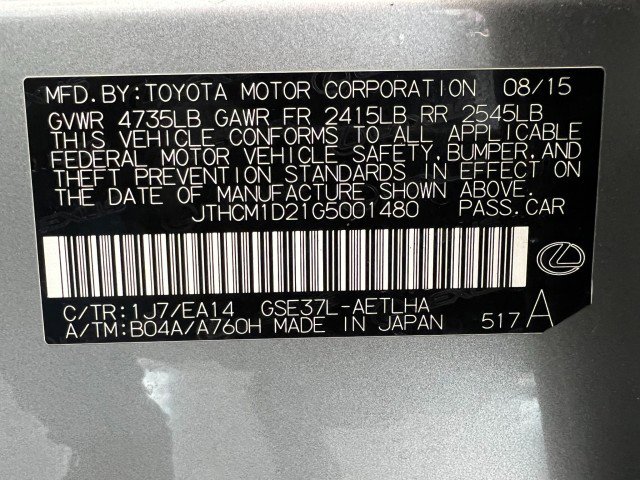 MFD. BY: TOYOTA MOTOR CORPORATION 08/15
GVWR 4735LB GAWR FR 2415LB RR 2545LB
THIS VEHICLE CONFORMS TO ALL APPLICABLE
FEDERAL MOTOR VEHICLE SAFETY, BUMPER, AND
THEFT PREVENTION STANDARDS IN EFFECT ON
THE DATE OF MANUFACTURE SHOWN ABOVE.
JTHCM1D21G5001480 PASS. CAR
C/TR: 1J7/EA14 GSE37L-AETLHA
A/TM: B04A/A760H MADE IN JAPAN 517 A